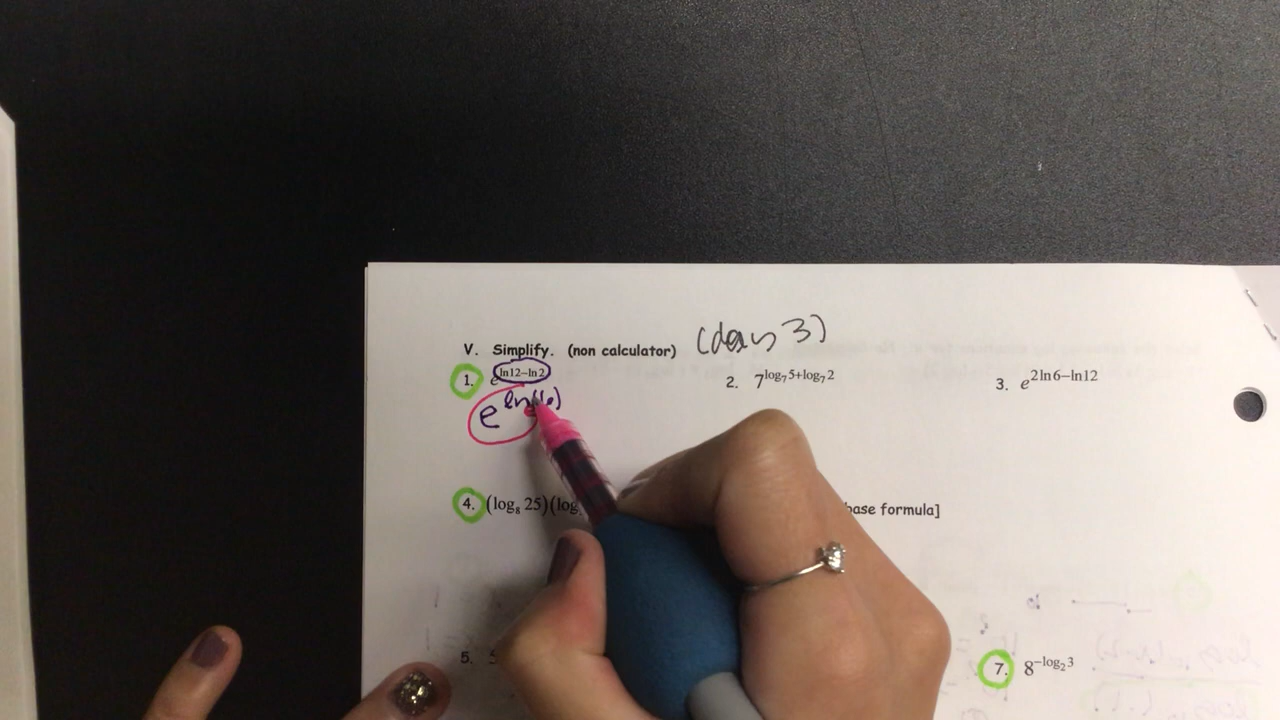 V. Simplify. (non calculator) (day 3)
1. e^{ln12−ln2} 2. 7^{log₇5+log₇2} 3. e^{2ln6−ln12}
e^{ln(6)}
4. (log₈ 25)(log base formula]
5. 7. 8^{−log₂3}